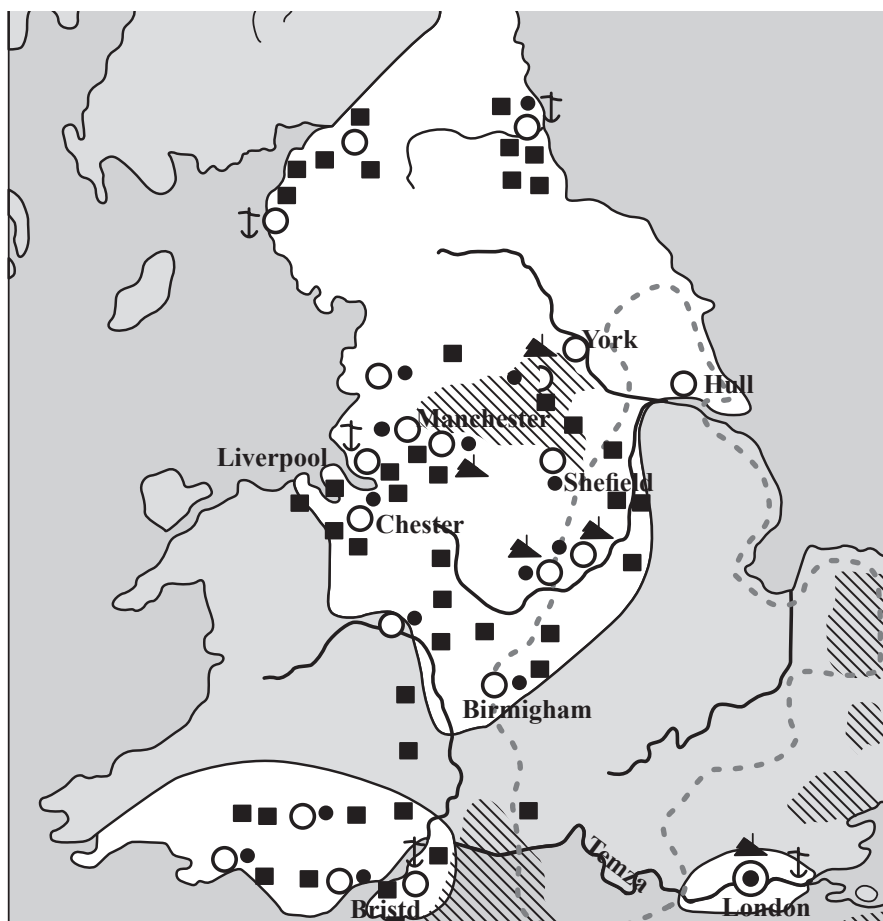 York
Hull
Manchester
Liverpool
Shefield
Chester
Birmigham
Temza
London
Bristd